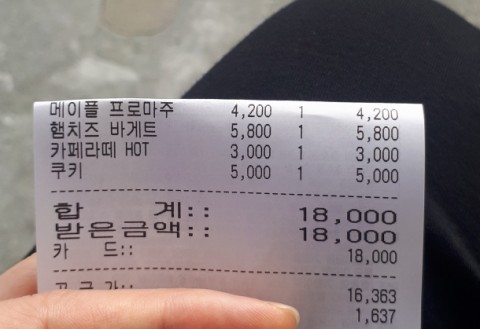 메이플 프로마주 4,200 1 4,200
햄치즈 바게트 5,800 1 5,800
카페라떼 HOT 3,000 1 3,000
쿠키 5,000 1 5,000
합 계:: 18,000
받은금액:: 18,000
카 드:: 18,000
16,363
1,637